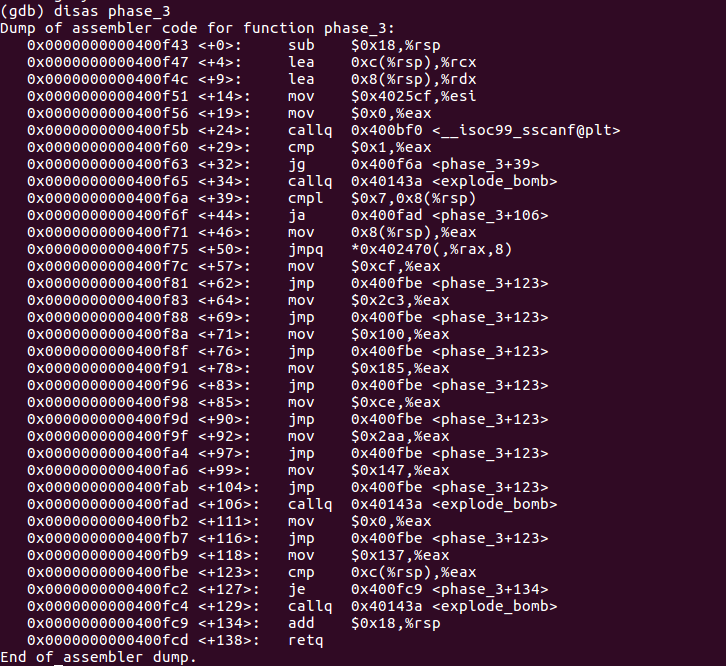 (gdb) disas phase_3
Dump of assembler code for function phase_3:
   0x0000000000400f43 <+0>:     sub    $0x18,%rsp
   0x0000000000400f47 <+4>:     lea    0xc(%rsp),%rcx
   0x0000000000400f4c <+9>:     lea    0x8(%rsp),%rdx
   0x0000000000400f51 <+14>:    mov    $0x4025cf,%esi
   0x0000000000400f56 <+19>:    mov    $0x0,%eax
   0x0000000000400f5b <+24>:    callq  0x400bf0 <__isoc99_sscanf@plt>
   0x0000000000400f60 <+29>:    cmp    $0x1,%eax
   0x0000000000400f63 <+32>:    jg     0x400f6a <phase_3+39>
   0x0000000000400f65 <+34>:    callq  0x40143a <explode_bomb>
   0x0000000000400f6a <+39>:    cmpl   $0x7,0x8(%rsp)
   0x0000000000400f6f <+44>:    ja     0x400fad <phase_3+106>
   0x0000000000400f71 <+46>:    mov    0x8(%rsp),%eax
   0x0000000000400f75 <+50>:    jmpq   *0x402470(,%rax,8)
   0x0000000000400f7c <+57>:    mov    $0xcf,%eax
   0x0000000000400f81 <+62>:    jmp    0x400fbe <phase_3+123>
   0x0000000000400f83 <+64>:    mov    $0x2c3,%eax
   0x0000000000400f88 <+69>:    jmp    0x400fbe <phase_3+123>
   0x0000000000400f8a <+71>:    mov    $0x100,%eax
   0x0000000000400f8f <+76>:    jmp    0x400fbe <phase_3+123>
   0x0000000000400f91 <+78>:    mov    $0x185,%eax
   0x0000000000400f96 <+83>:    jmp    0x400fbe <phase_3+123>
   0x0000000000400f98 <+85>:    mov    $0xce,%eax
   0x0000000000400f9d <+90>:    jmp    0x400fbe <phase_3+123>
   0x0000000000400f9f <+92>:    mov    $0x2aa,%eax
   0x0000000000400fa4 <+97>:    jmp    0x400fbe <phase_3+123>
   0x0000000000400fa6 <+99>:    mov    $0x147,%eax
   0x0000000000400fab <+104>:   jmp    0x400fbe <phase_3+123>
   0x0000000000400fad <+106>:   callq  0x40143a <explode_bomb>
   0x0000000000400fb2 <+111>:   mov    $0x0,%eax
   0x0000000000400fb7 <+116>:   jmp    0x400fbe <phase_3+123>
   0x0000000000400fb9 <+118>:   mov    $0x137,%eax
   0x0000000000400fbe <+123>:   cmp    0xc(%rsp),%eax
   0x0000000000400fc2 <+127>:   je     0x400fc9 <phase_3+134>
   0x0000000000400fc4 <+129>:   callq  0x40143a <explode_bomb>
   0x0000000000400fc9 <+134>:   add    $0x18,%rsp
   0x0000000000400fcd <+138>:   retq
End of assembler dump.